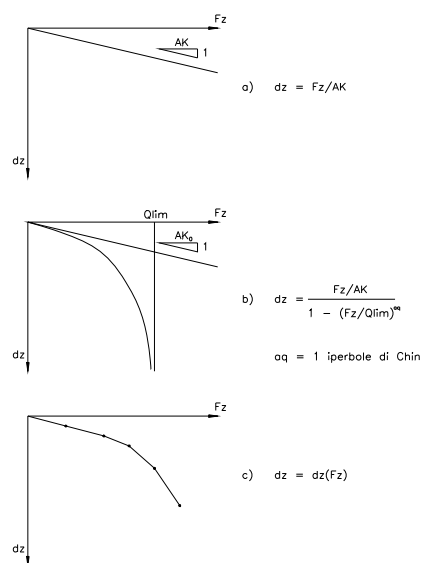 Fz
AK
1
a) dz = Fz/AK
dz
Qlim
Fz
AK₀
1
b) dz = Fz/AK
1 - (Fz/Qlim)^aq
aq = 1 iperbole di Chin
dz
Fz
c) dz = dz(Fz)
dz